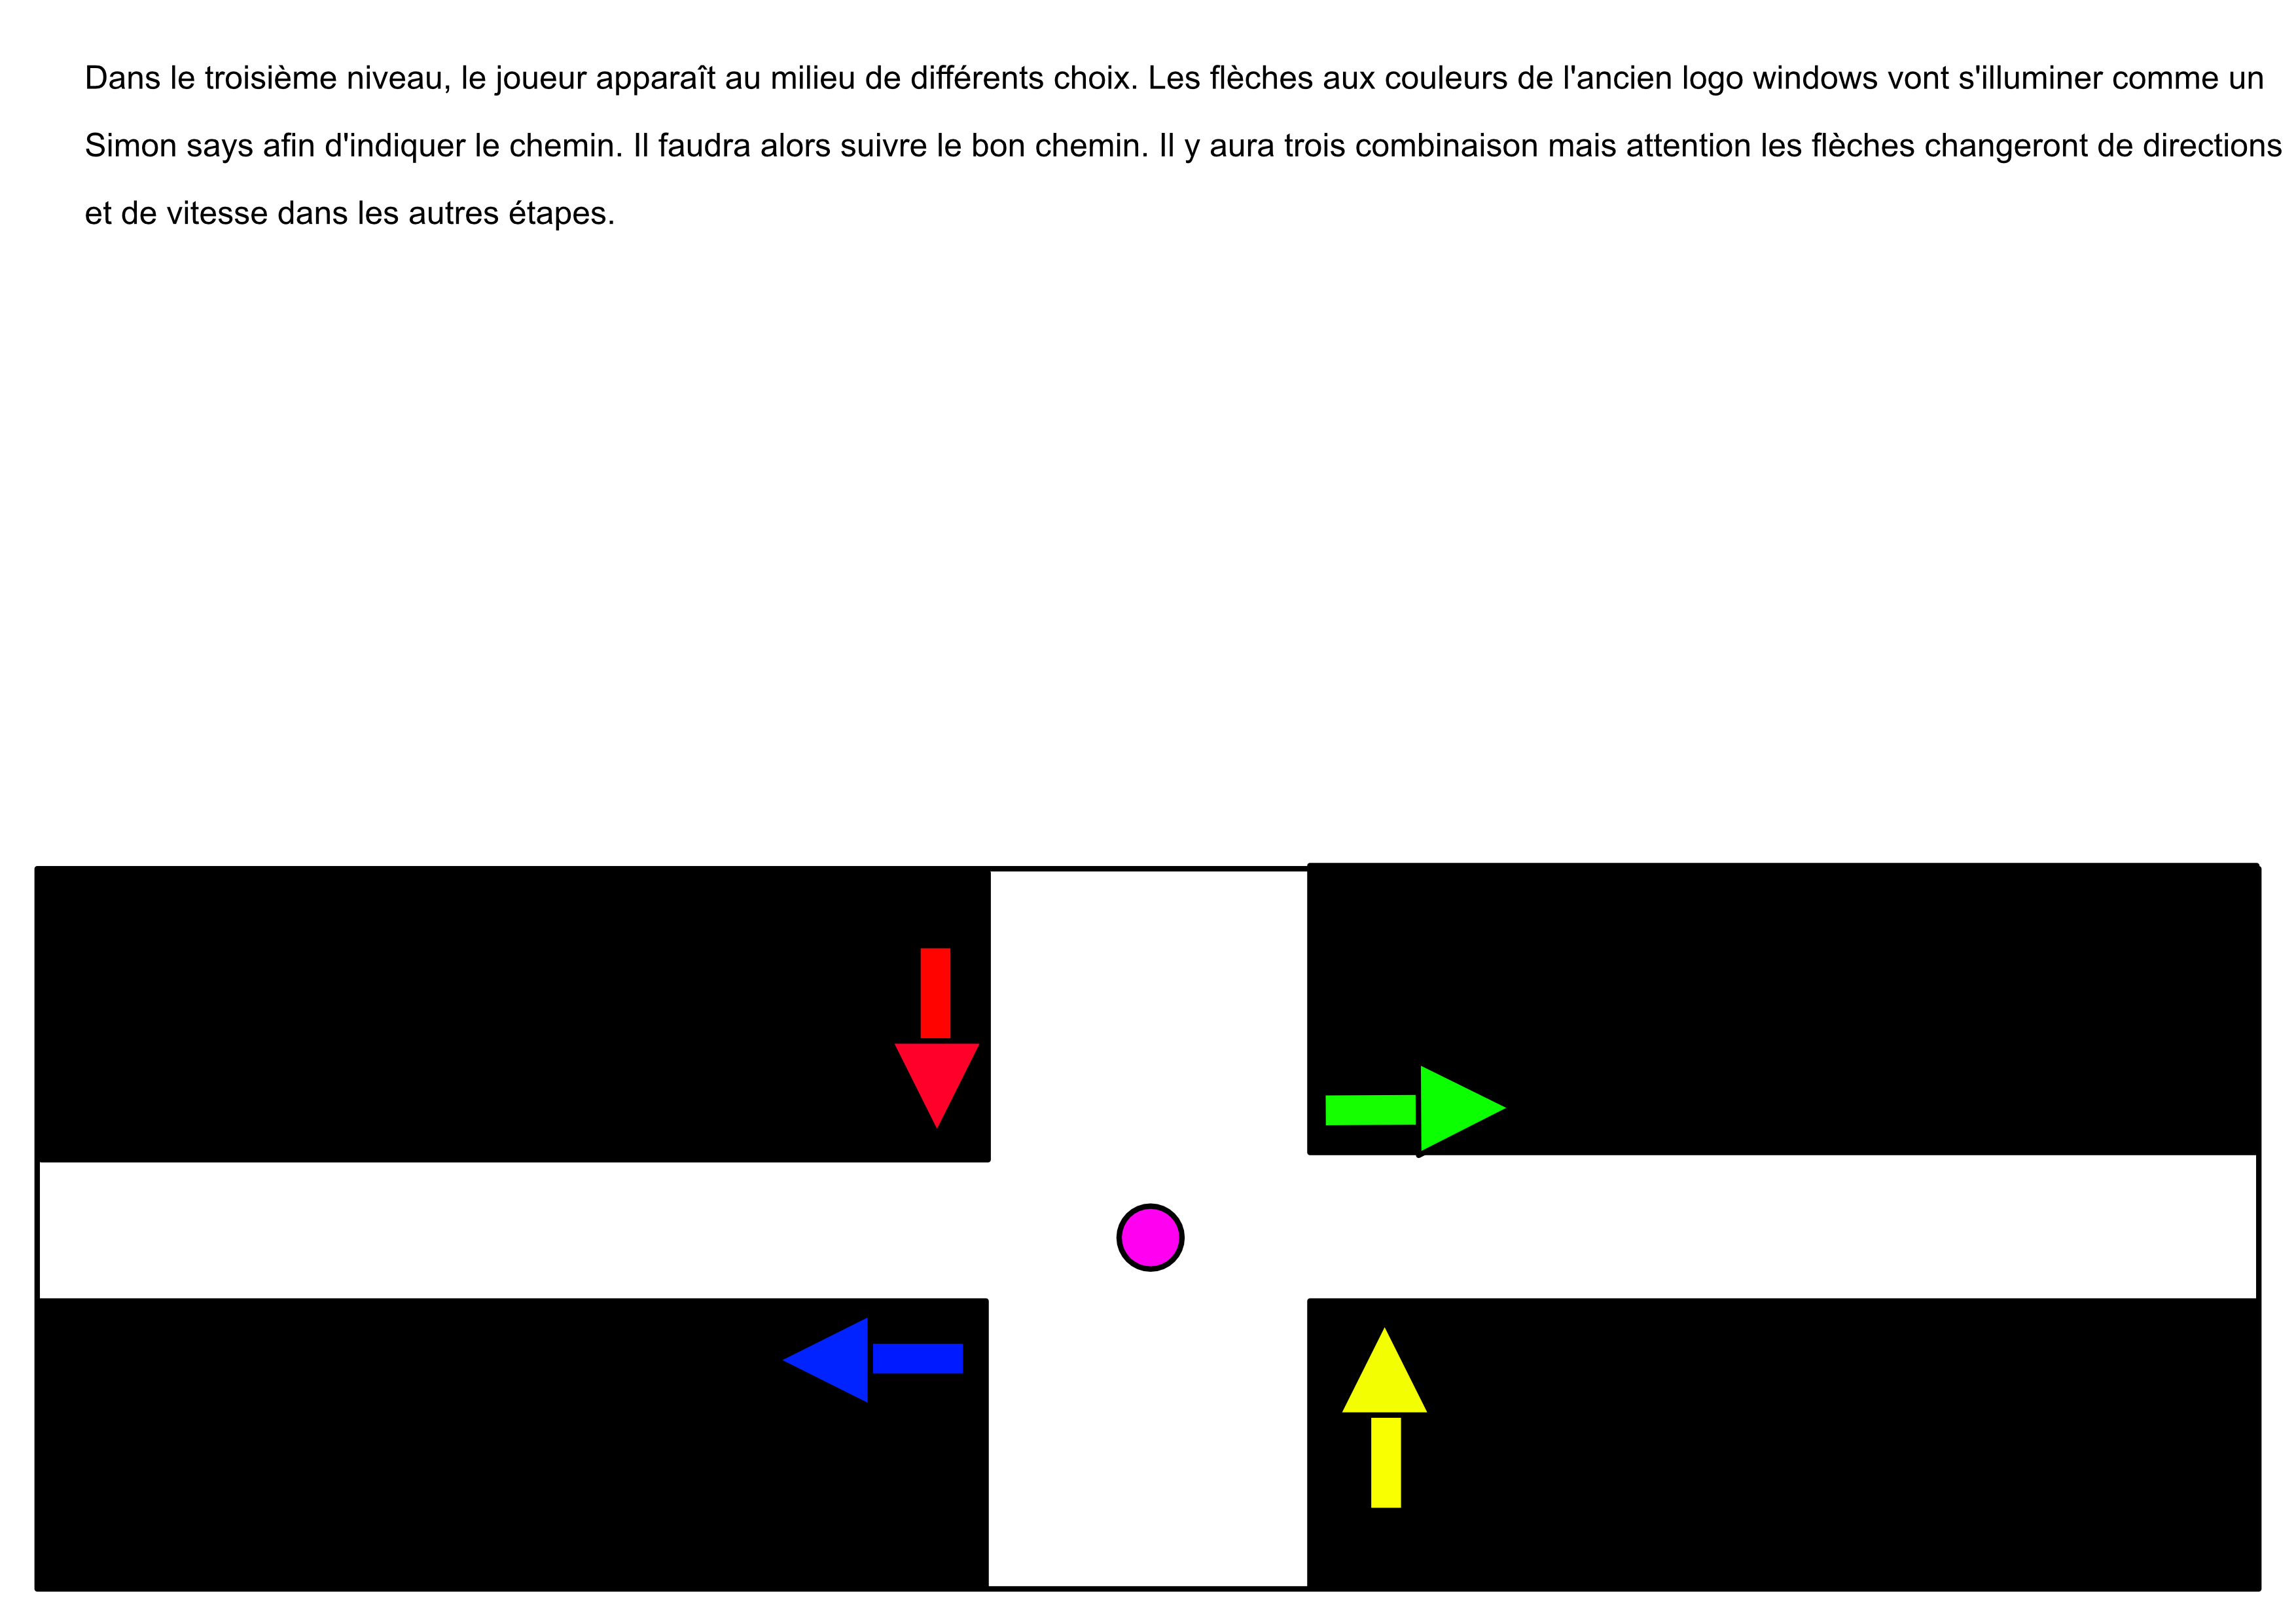 Dans le troisième niveau, le joueur apparaît au milieu de différents choix. Les flèches aux couleurs de l'ancien logo windows vont s'illuminer comme un
Simon says afin d'indiquer le chemin. Il faudra alors suivre le bon chemin. Il y aura trois combinaison mais attention les flèches changeront de directions
et de vitesse dans les autres étapes.